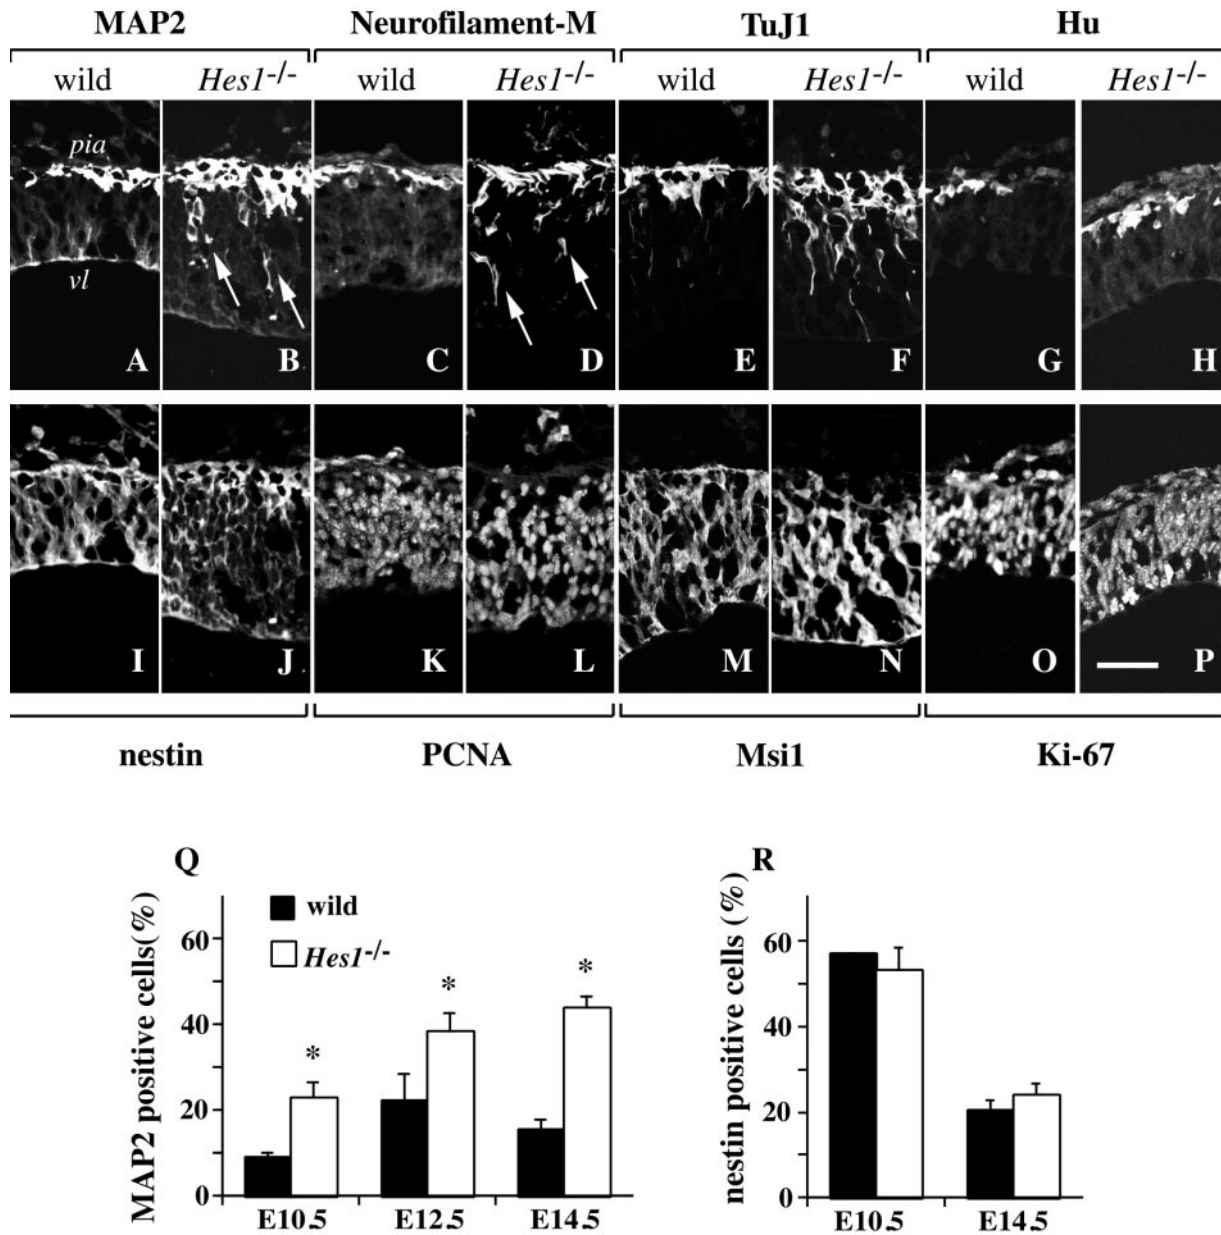 MAP2 Neurofilament-M TuJ1 Hu
wild Hes1-/- wild Hes1-/- wild Hes1-/- wild Hes1-/-
pia
vl
A B C D E F G H
I J K L M N O P
nestin PCNA Msi1 Ki-67
Q
MAP2 positive cells(%)
wild
Hes1-/-
60
*
*
40
*
20
0
E10.5 E12.5 E14.5
R
nestin positive cells (%)
60
40
20
0
E10.5 E14.5